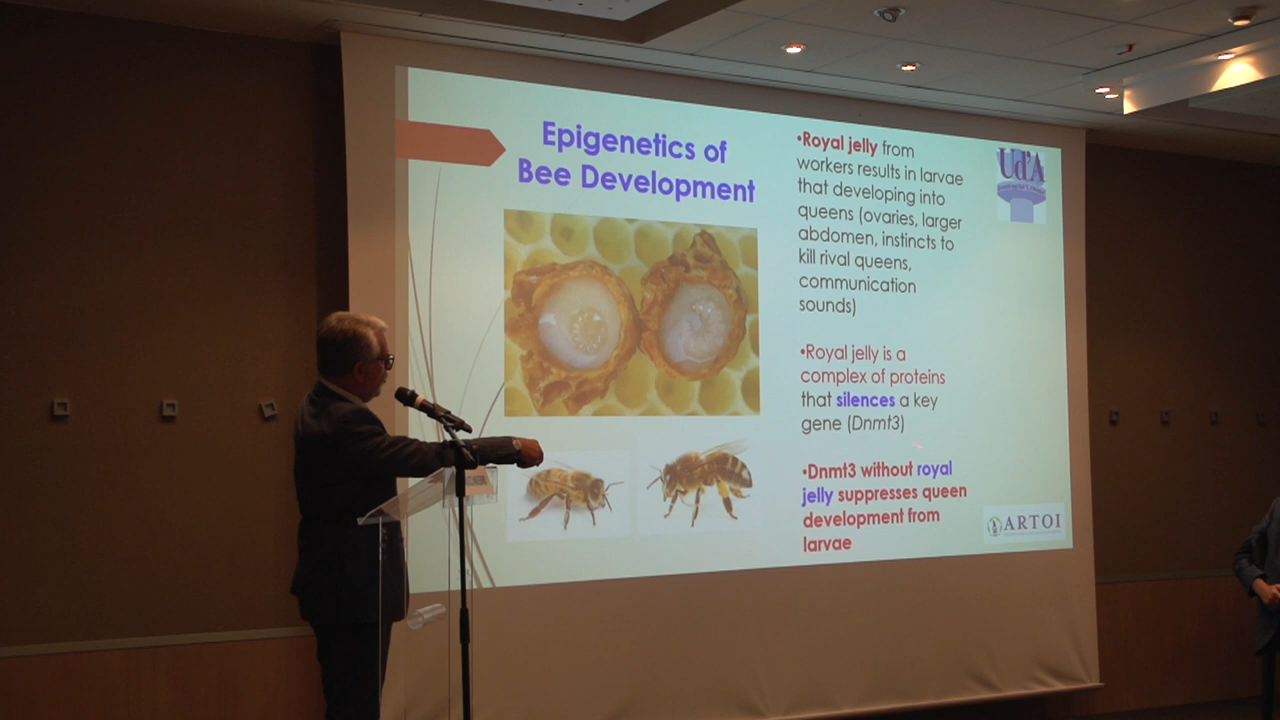 Epigenetics of
Bee Development
•Royal jelly from
workers results in larvae
that developing into
queens (ovaries, larger
abdomen, instincts to
kill rival queens,
communication
sounds)
•Royal jelly is a
complex of proteins
that silences a key
gene (Dnmt3)
•Dnmt3 without royal
jelly suppresses queen
development from
larvae
Ud'A
ARTOI